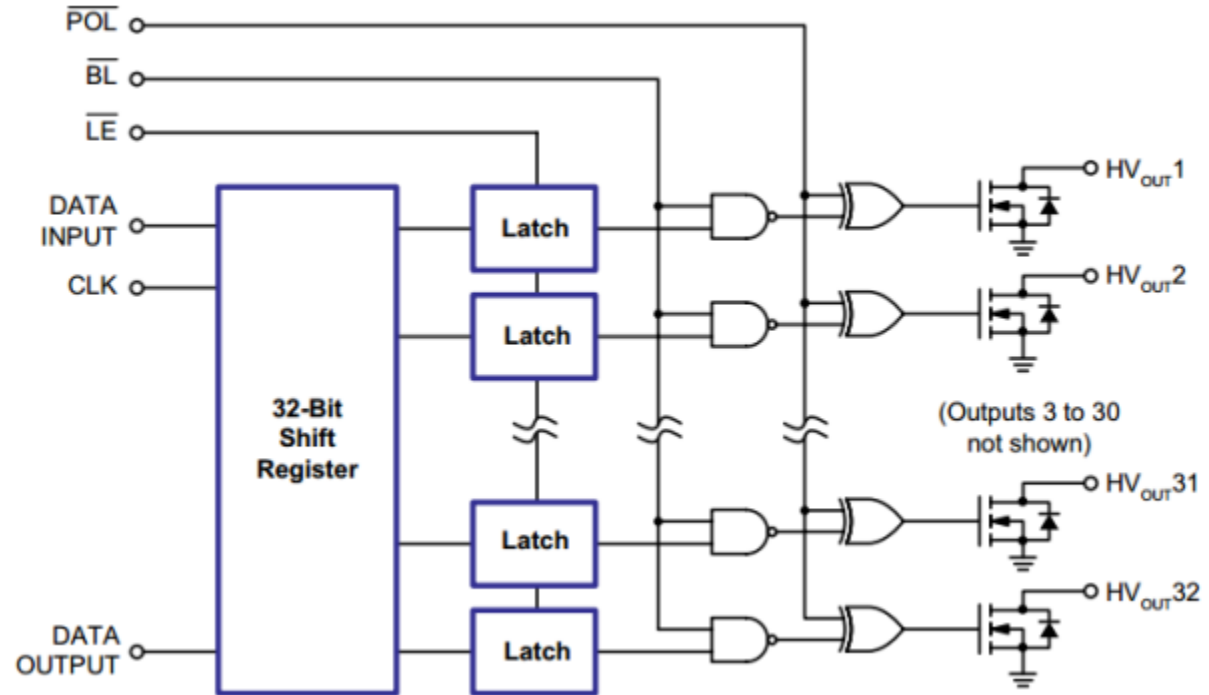 POL
BL
LE
DATA
INPUT
CLK
32-Bit
Shift
Register
DATA
OUTPUT
Latch
Latch
Latch
Latch
HVOUT1
HVOUT2
(Outputs 3 to 30
not shown)
HVOUT31
HVOUT32